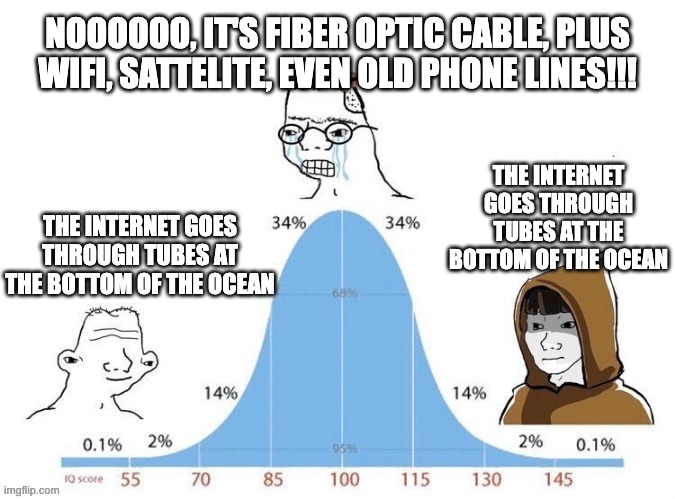 NOOOOOO, IT'S FIBER OPTIC CABLE, PLUS
WIFI, SATTELITE, EVEN OLD PHONE LINES!!!
THE INTERNET GOES
THROUGH TUBES AT
THE BOTTOM OF THE OCEAN
THE INTERNET
GOES THROUGH
TUBES AT THE
BOTTOM OF THE OCEAN
34% 34%
68%
14% 14%
95%
0.1% 2% 2% 0.1%
IQ score 55 70 85 100 115 130 145
imgflip.com